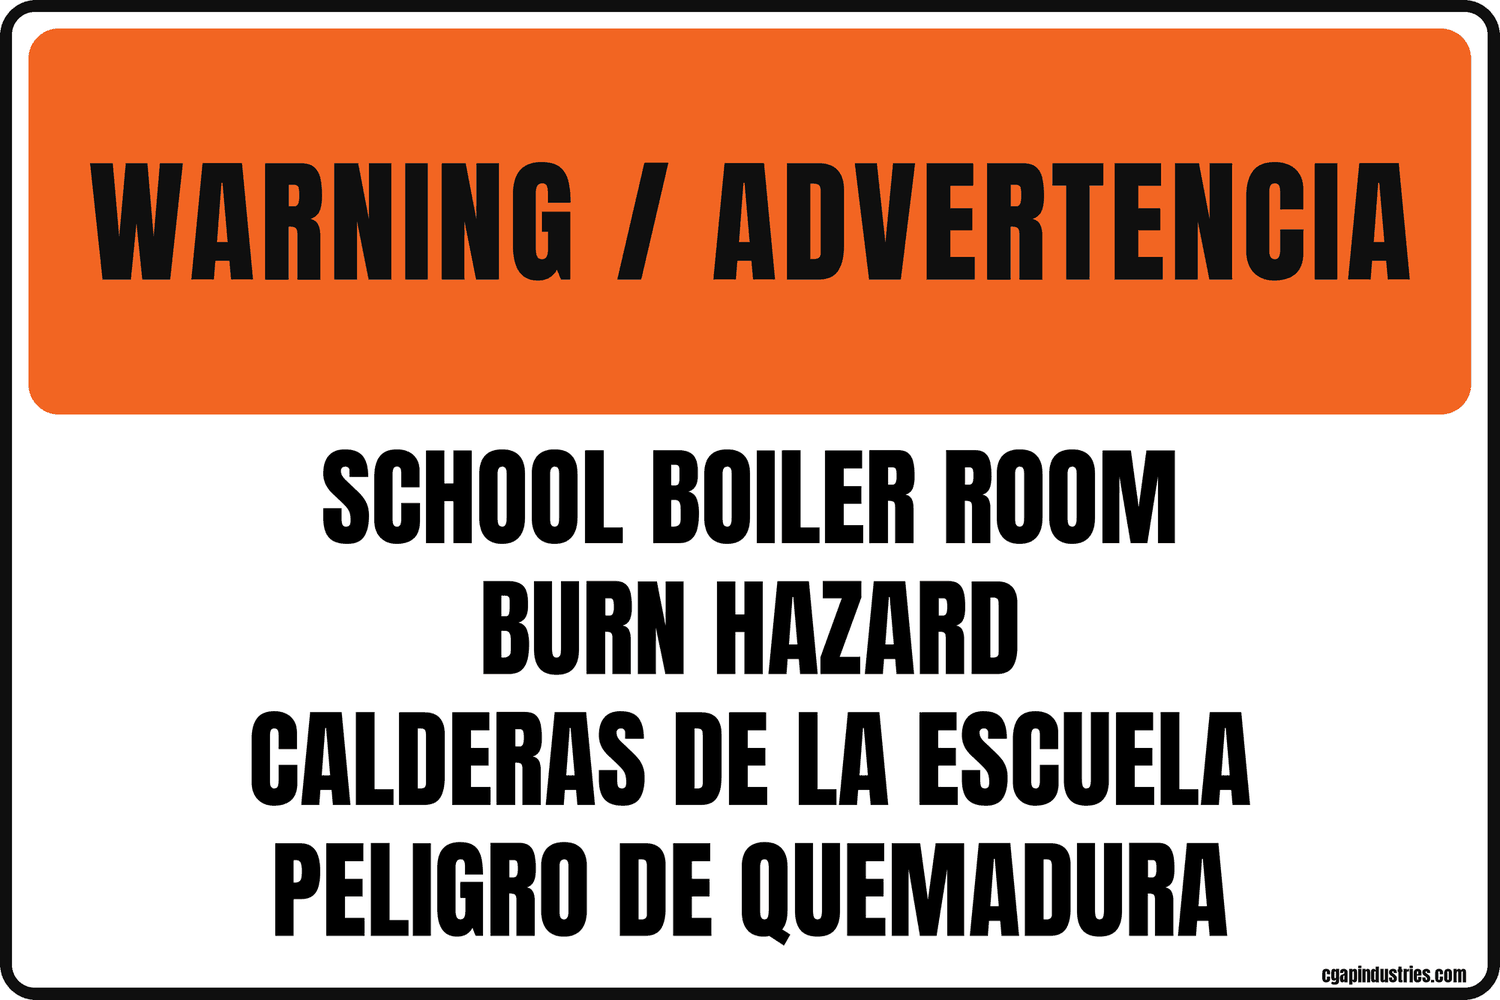 WARNING / ADVERTENCIA
SCHOOL BOILER ROOM
BURN HAZARD
CALDERAS DE LA ESCUELA
PELIGRO DE QUEMADURA
cgapindustries.com